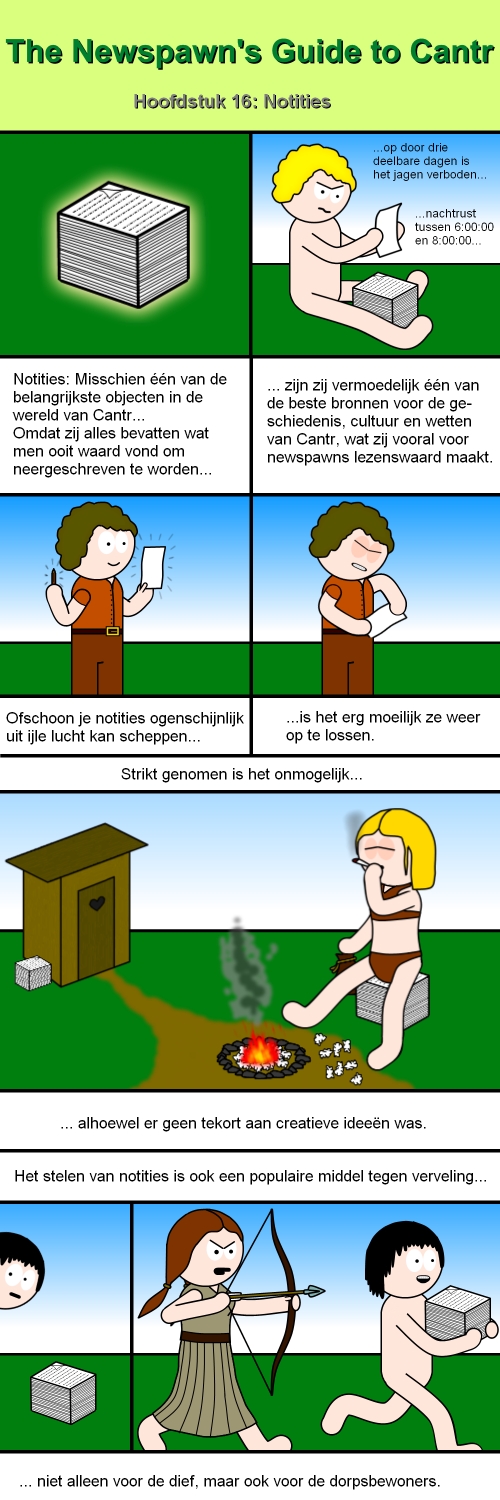 The Newspawn's Guide to Cantr
Hoofdstuk 16: Notities
...op door drie
deelbare dagen is
het jagen verboden...
...nachtrust
tussen 6:00:00
en 8:00:00...
Notities: Misschien één van de
belangrijkste objecten in de
wereld van Cantr...
Omdat zij alles bevatten wat
men ooit waard vond om
neergeschreven te worden...
... zijn zij vermoedelijk één van
de beste bronnen voor de ge-
schiedenis, cultuur en wetten
van Cantr, wat zij vooral voor
newspawns lezenswaard maakt.
Ofschoon je notities ogenschijnlijk
uit ijle lucht kan scheppen...
...is het erg moeilijk ze weer
op te lossen.
Strikt genomen is het onmogelijk...
... alhoewel er geen tekort aan creatieve ideeën was.
Het stelen van notities is ook een populaire middel tegen verveling...
... niet alleen voor de dief, maar ook voor de dorpsbewoners.